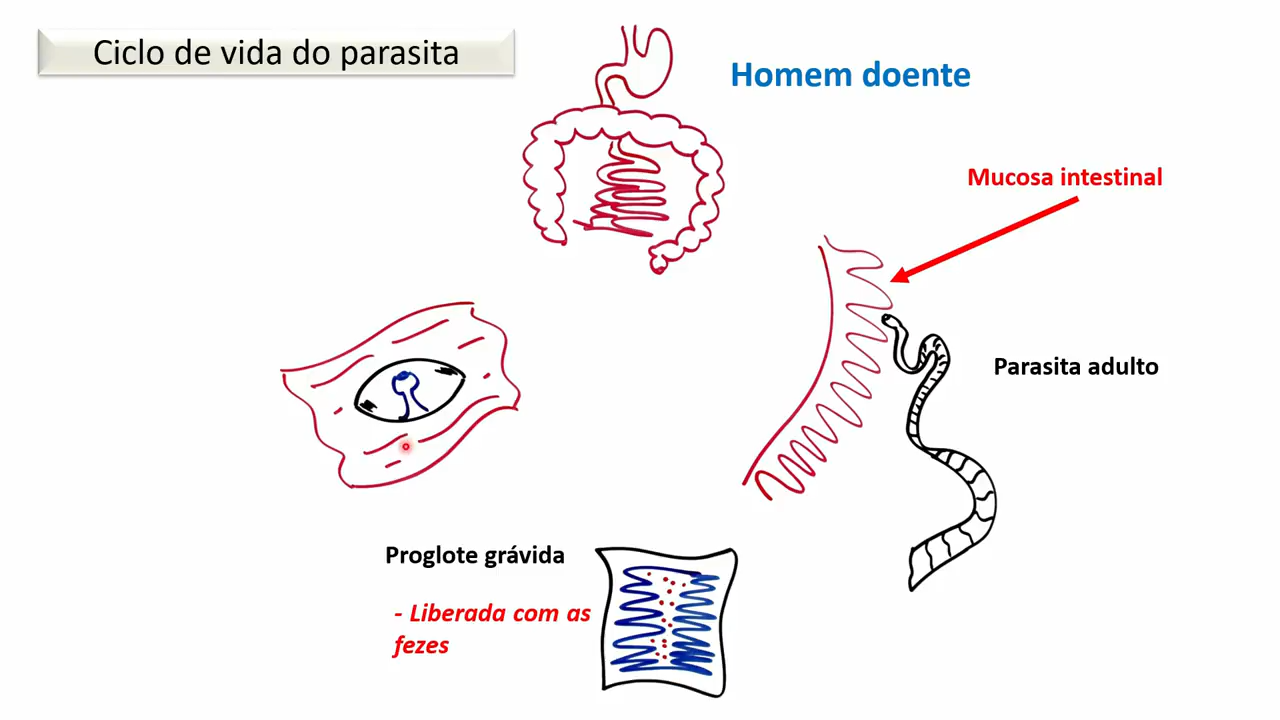 Ciclo de vida do parasita
Homem doente
Mucosa intestinal
Parasita adulto
Proglote grávida
- Liberada com as
fezes